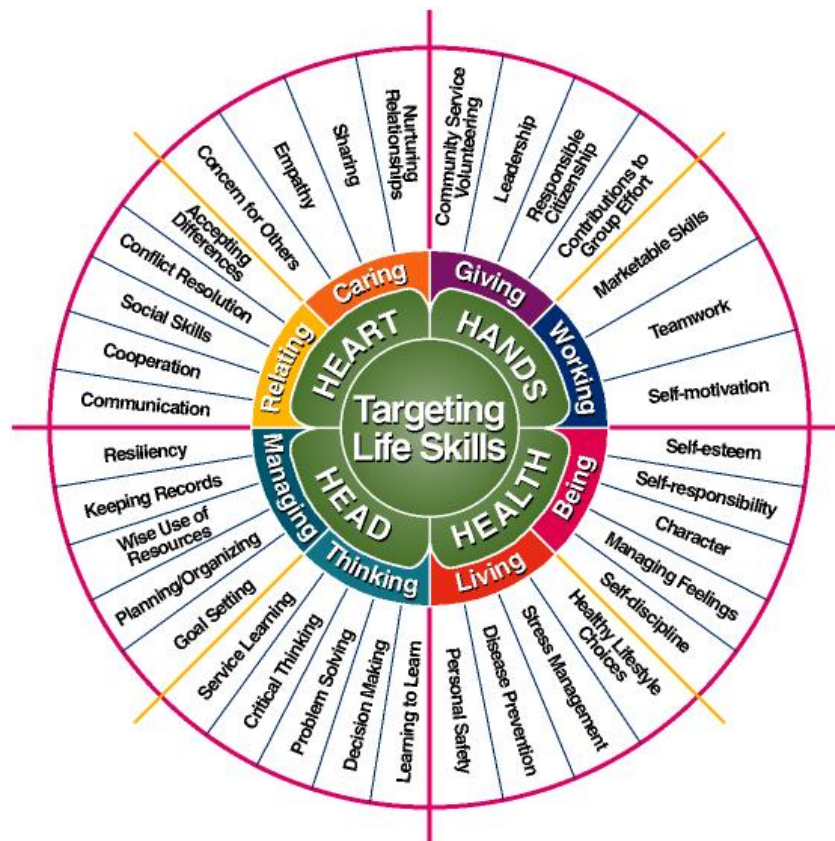 Targeting
Life Skills
HEART
HANDS
HEALTH
HEAD
Caring
Giving
Working
Being
Living
Thinking
Managing
Relating
Nurturing
Relationships
Sharing
Empathy
Concern for Others
Accepting
Differences
Conflict Resolution
Social Skills
Cooperation
Communication
Community Service
Volunteering
Leadership
Responsible
Citizenship
Contributions to
Group Effort
Marketable Skills
Teamwork
Self-motivation
Self-esteem
Self-responsibility
Character
Managing Feelings
Self-discipline
Healthy Lifestyle
Choices
Stress Management
Disease Prevention
Personal Safety
Learning to Learn
Decision Making
Problem Solving
Critical Thinking
Service Learning
Goal Setting
Planning/Organizing
Wise Use of
Resources
Keeping Records
Resiliency